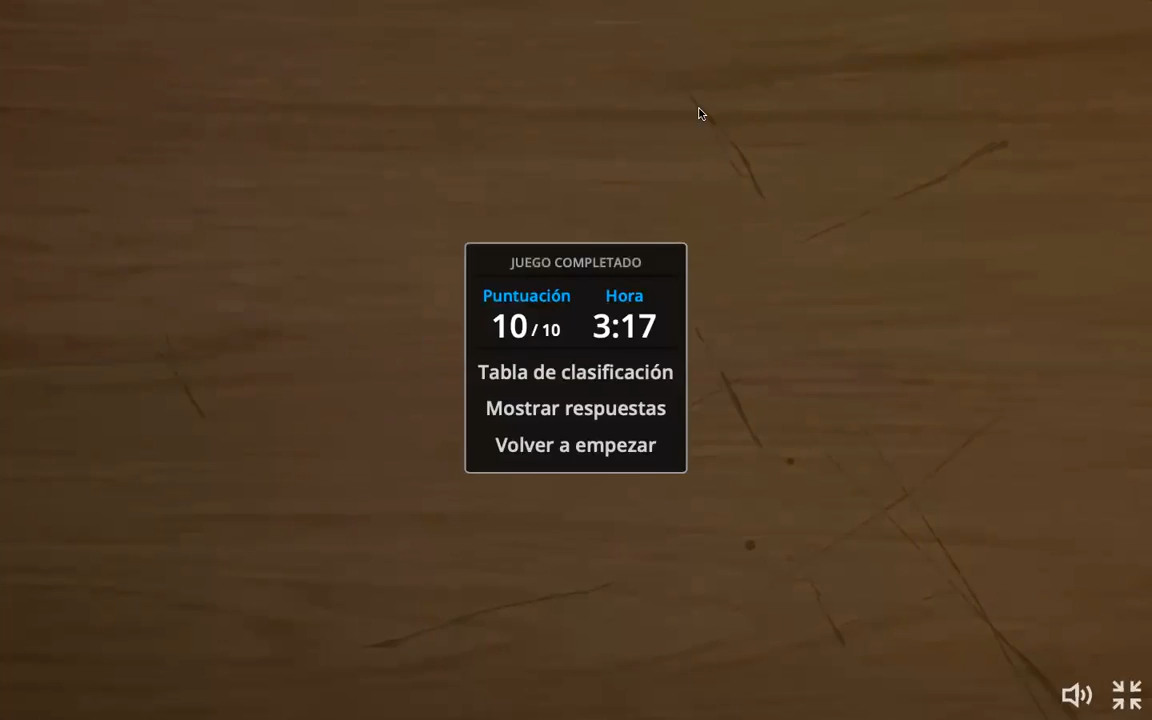 JUEGO COMPLETADO
Puntuación Hora
10 / 10 3:17
Tabla de clasificación
Mostrar respuestas
Volver a empezar